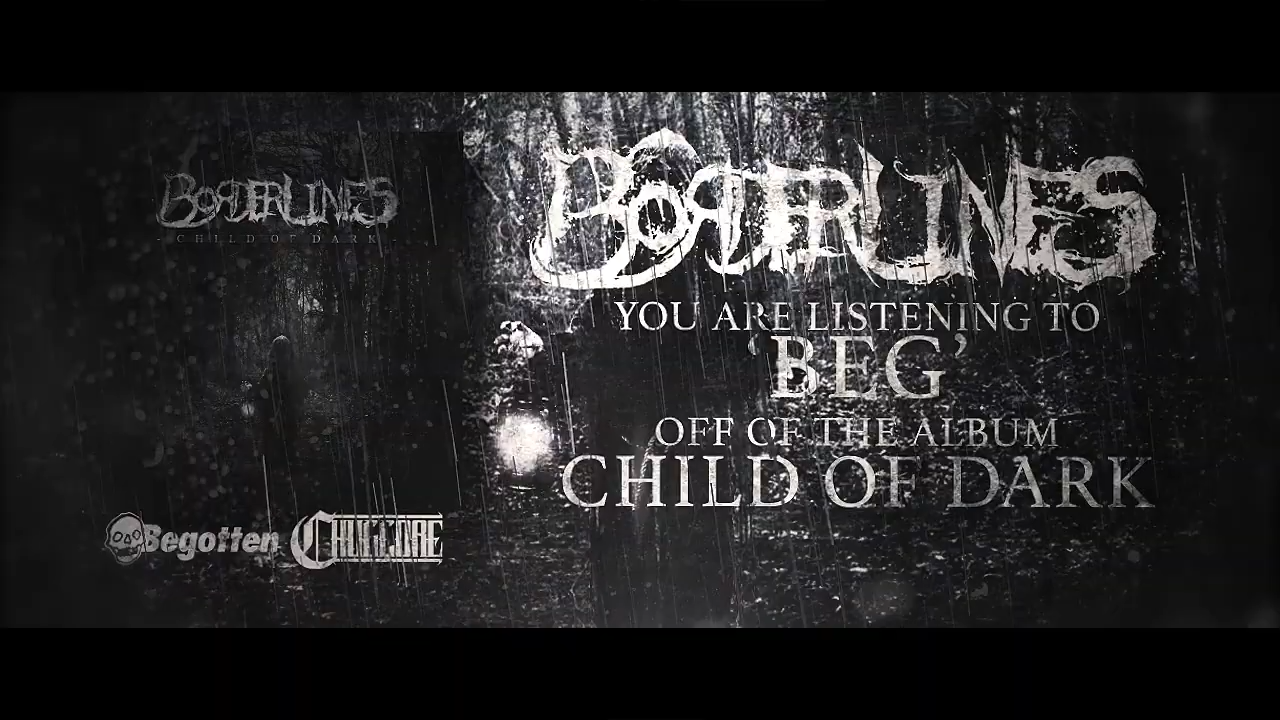 BORDERLINES
- CHILD OF DARK -
Begotten
BORDERLINES
YOU ARE LISTENING TO
'BEG'
OFF OF THE ALBUM
CHILD OF DARK